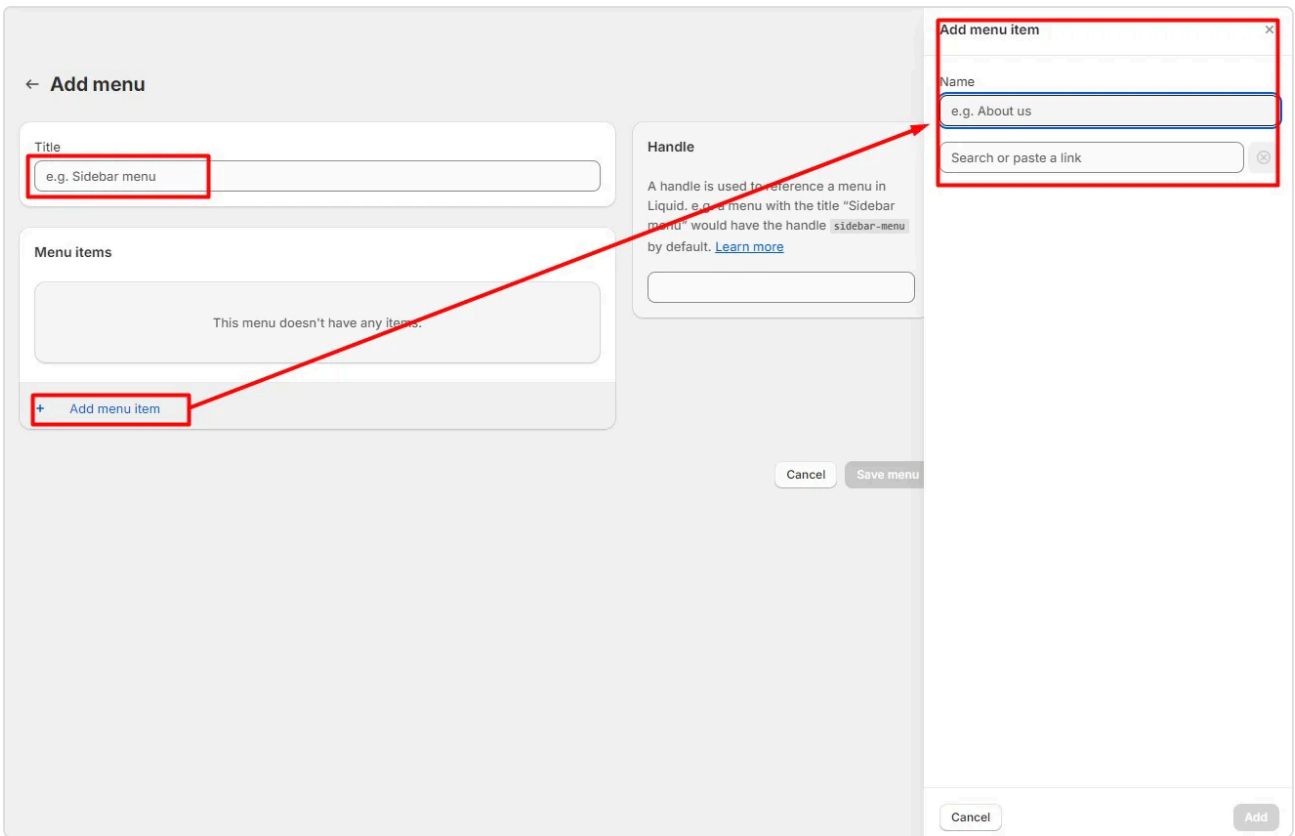 ← Add menu
Title
e.g. Sidebar menu
Menu items
This menu doesn't have any items.
+ Add menu item
Handle
A handle is used to reference a menu in
Liquid. e.g. a menu with the title “Sidebar
menu” would have the handle sidebar-menu
by default. Learn more
Cancel
Save menu
Add menu item
Name
e.g. About us
Search or paste a link
Cancel
Add